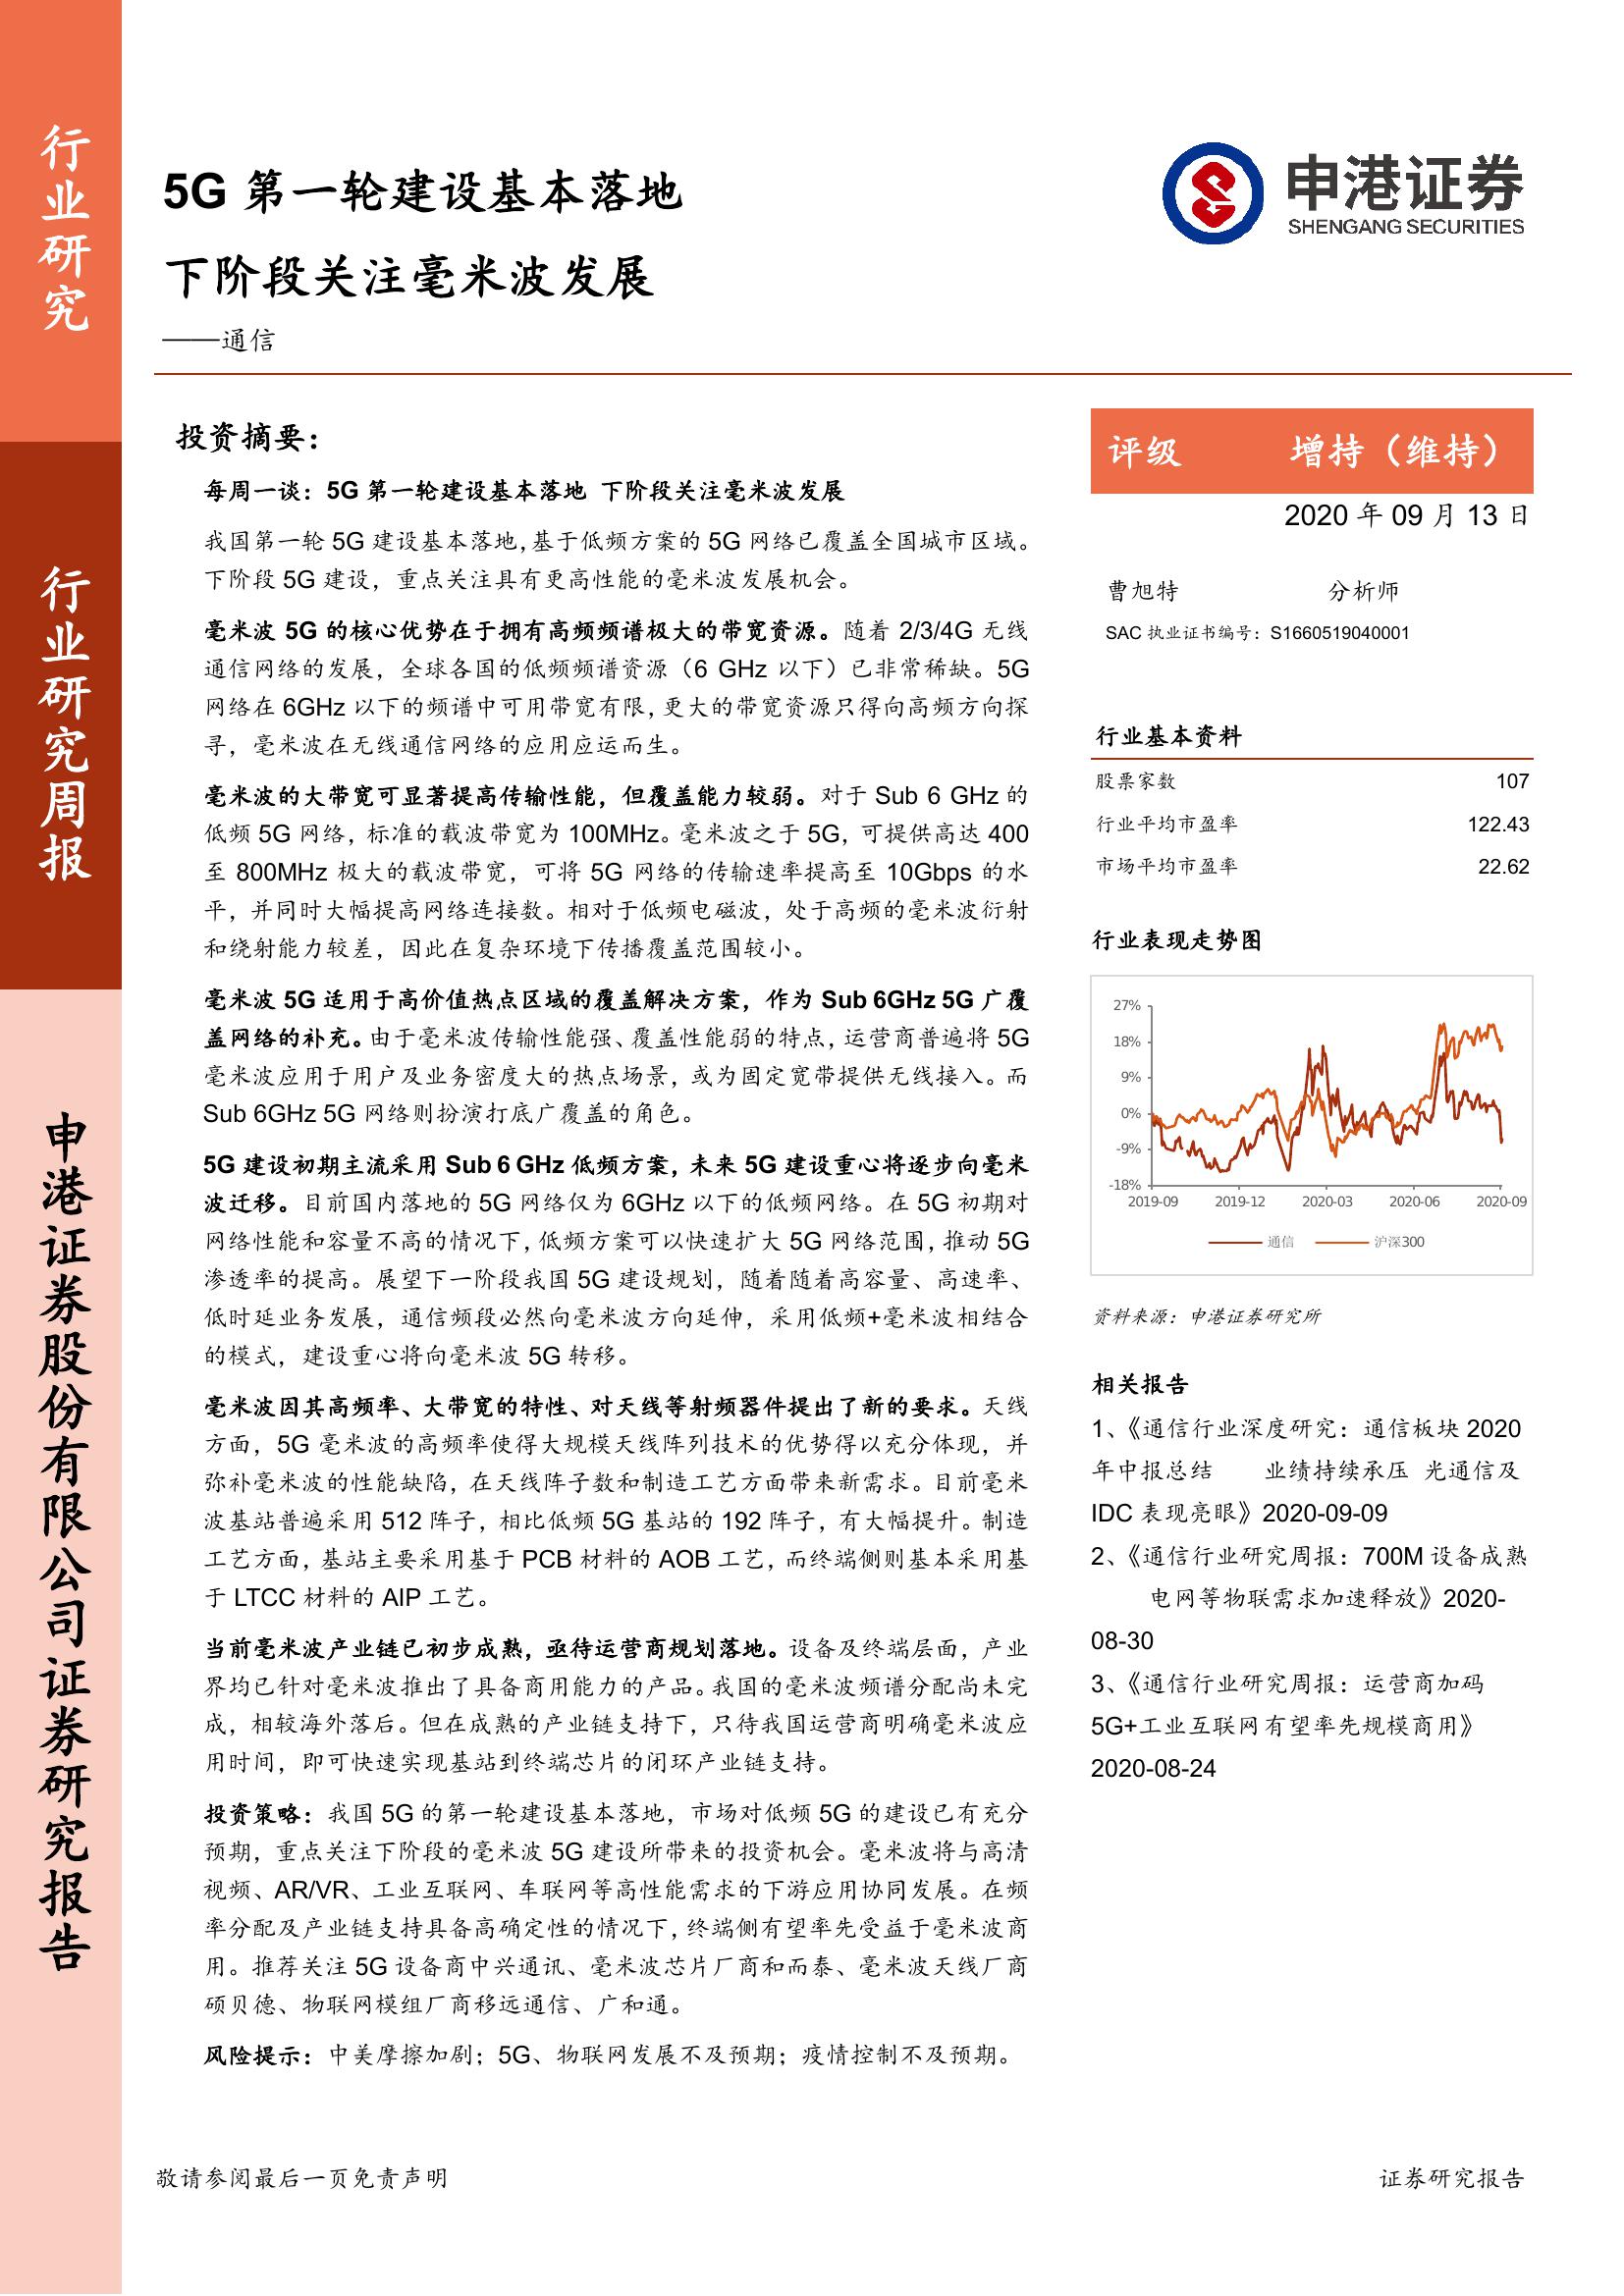 行业研究
行业研究周报
申港证券股份有限公司证券研究报告
5G 第一轮建设基本落地
下阶段关注毫米波发展
——通信
申港证券
SHENGANG SECURITIES
投资摘要：
每周一谈：5G 第一轮建设基本落地 下阶段关注毫米波发展
我国第一轮 5G 建设基本落地，基于低频方案的 5G 网络已覆盖全国城市区域。
下阶段 5G 建设，重点关注具有更高性能的毫米波发展机会。
毫米波 5G 的核心优势在于拥有高频频谱极大的带宽资源。随着 2/3/4G 无线
通信网络的发展，全球各国的低频频谱资源（6 GHz 以下）已非常稀缺。5G
网络在 6GHz 以下的频谱中可用带宽有限，更大的带宽资源只得向高频方向探
寻，毫米波在无线通信网络的应用应运而生。
毫米波的大带宽可显著提高传输性能，但覆盖能力较弱。对于 Sub 6 GHz 的
低频 5G 网络，标准的载波带宽为 100MHz。毫米波之于 5G，可提供高达 400
至 800MHz 极大的载波带宽，可将 5G 网络的传输速率提高至 10Gbps 的水
平，并同时大幅提高网络连接数。相对于低频电磁波，处于高频的毫米波衍射
和绕射能力较差，因此在复杂环境下传播覆盖范围较小。
毫米波 5G 适用于高价值热点区域的覆盖解决方案，作为 Sub 6GHz 5G 广覆
盖网络的补充。由于毫米波传输性能强、覆盖性能弱的特点，运营商普遍将 5G
毫米波应用于用户及业务密度大的热点场景，或为固定宽带提供无线接入。而
Sub 6GHz 5G 网络则扮演打底广覆盖的角色。
5G 建设初期主流采用 Sub 6 GHz 低频方案，未来 5G 建设重心将逐步向毫米
波迁移。目前国内落地的 5G 网络仅为 6GHz 以下的低频网络。在 5G 初期对
网络性能和容量不高的情况下，低频方案可以快速扩大 5G 网络范围，推动 5G
渗透率的提高。展望下一阶段我国 5G 建设规划，随着随着高容量、高速率、
低时延业务发展，通信频段必然向毫米波方向延伸，采用低频+毫米波相结合
的模式，建设重心将向毫米波 5G 转移。
毫米波因其高频率、大带宽的特性、对天线等射频器件提出了新的要求。天线
方面，5G 毫米波的高频率使得大规模天线阵列技术的优势得以充分体现，并
弥补毫米波的性能缺陷，在天线阵子数和制造工艺方面带来新需求。目前毫米
波基站普遍采用 512 阵子，相比低频 5G 基站的 192 阵子，有大幅提升。制造
工艺方面，基站主要采用基于 PCB 材料的 AOB 工艺，而终端侧则基本采用基
于 LTCC 材料的 AIP 工艺。
当前毫米波产业链已初步成熟，亟待运营商规划落地。设备及终端层面，产业
界均已针对毫米波推出了具备商用能力的产品。我国的毫米波频谱分配尚未完
成，相较海外落后。但在成熟的产业链支持下，只待我国运营商明确毫米波应
用时间，即可快速实现基站到终端芯片的闭环产业链支持。
投资策略：我国 5G 的第一轮建设基本落地，市场对低频 5G 的建设已有充分
预期，重点关注下阶段的毫米波 5G 建设所带来的投资机会。毫米波将与高清
视频、AR/VR、工业互联网、车联网等高性能需求的下游应用协同发展。在频
率分配及产业链支持具备高确定性的情况下，终端侧有望率先受益于毫米波商
用。推荐关注 5G 设备商中兴通讯、毫米波芯片厂商和而泰、毫米波天线厂商
硕贝德、物联网模组厂商移远通信、广和通。
风险提示：中美摩擦加剧；5G、物联网发展不及预期；疫情控制不及预期。
评级 增持（维持）
2020 年 09 月 13 日
曹旭特 分析师
SAC 执业证书编号：S1660519040001
行业基本资料
股票家数 107
行业平均市盈率 122.43
市场平均市盈率 22.62
行业表现走势图
27%
18%
9%
0%
-9%
-18%
2019-09 2019-12 2020-03 2020-06 2020-09
通信 沪深300
资料来源：申港证券研究所
相关报告
1、《通信行业深度研究：通信板块 2020
年中报总结 业绩持续承压 光通信及
IDC 表现亮眼》2020-09-09
2、《通信行业研究周报：700M 设备成熟
电网等物联需求加速释放》2020-
08-30
3、《通信行业研究周报：运营商加码
5G+工业互联网 有望率先规模商用》
2020-08-24
敬请参阅最后一页免责声明 证券研究报告